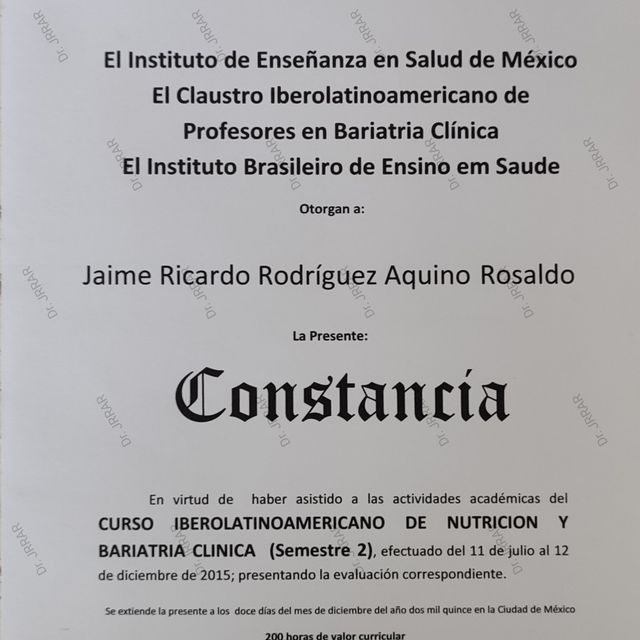 El Instituto de Enseñanza en Salud de México
El Claustro Iberolatinoamericano de
Profesores en Bariatria Clínica
El Instituto Brasileiro de Ensino em Saude
Otorgan a:
Jaime Ricardo Rodríguez Aquino Rosaldo
La Presente:
Constancia
En virtud de haber asistido a las actividades académicas del
CURSO IBEROLATINOAMERICANO DE NUTRICION Y
BARIATRIA CLINICA (Semestre 2), efectuado del 11 de julio al 12
de diciembre de 2015; presentando la evaluación correspondiente.
Se extiende la presente a los doce días del mes de diciembre del año dos mil quince en la Ciudad de México
200 horas de valor curricular
Dr. JRRAR